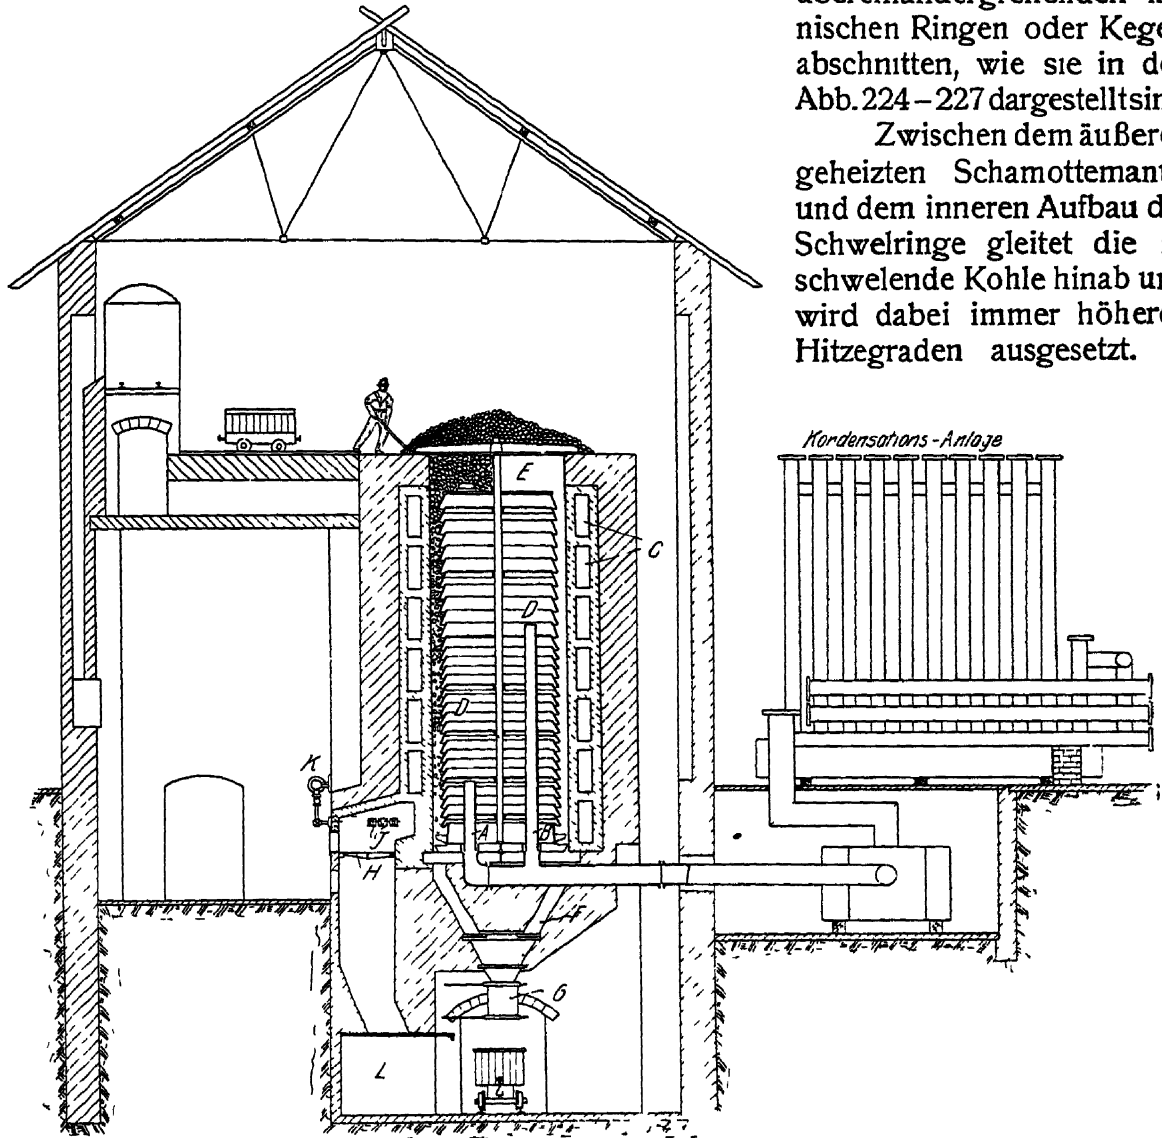 nischen Ringen oder Kege
abschnitten, wie sie in d
Abb. 224–227 dargestellt sin
Zwischen dem äußere
geheizten Schamottemant
und dem inneren Aufbau d
Schwelringe gleitet die
schwelende Kohle hinab un
wird dabei immer höhere
Hitzegraden ausgesetzt.
Kondensations-Anlage
E
C
D
D
K
J
A
B
H
F
G
L